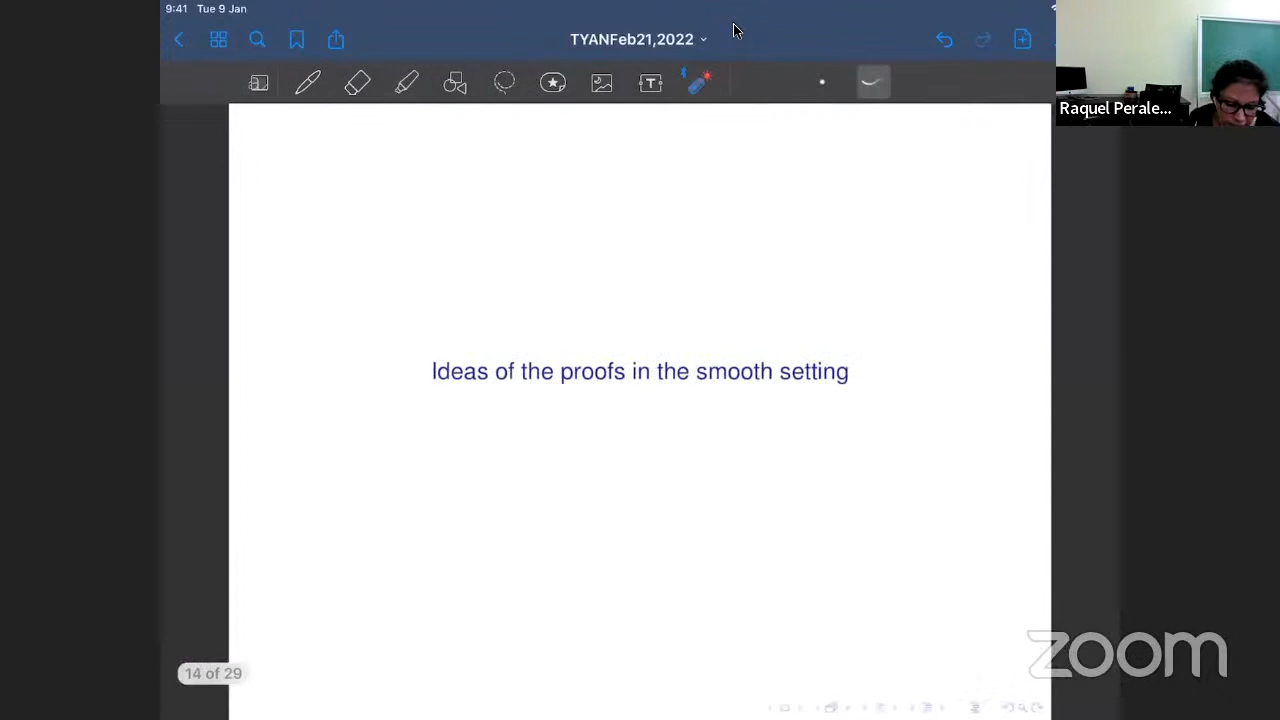 9:41 Tue 9 Jan
TYANFeb21,2022
T
Raquel Perale...
Ideas of the proofs in the smooth setting
14 of 29
zoom